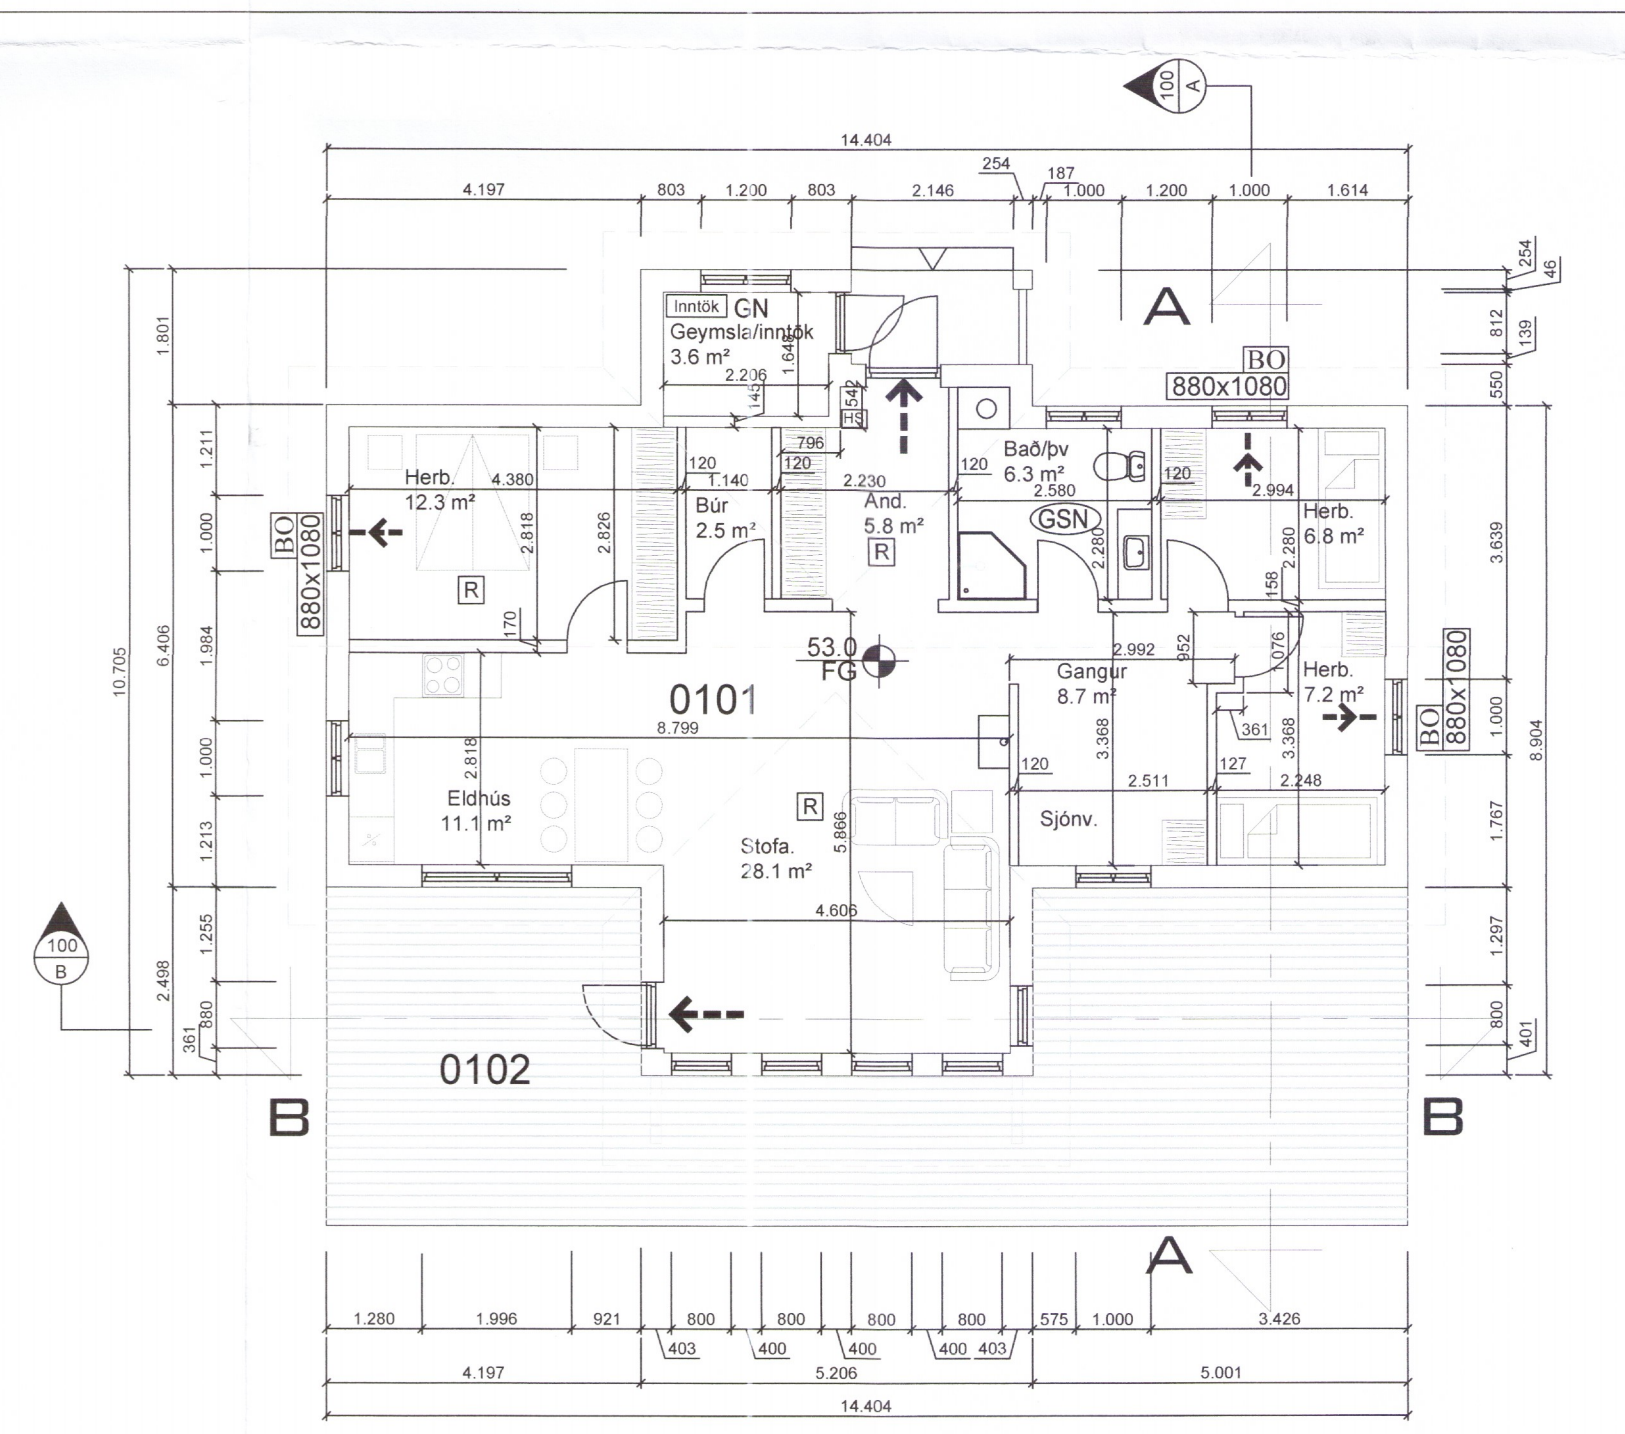 100
A
14.404
254
187
4.197
803
1.200
803
2.146
1.000
1.200
1.000
1.614
254
46
812
139
550
3.639
1.000
1.767
1.297
800
401
8.904
10.705
1.801
6.406
2.498
1.211
1.000
1.984
1.000
1.213
1.255
880
361
A
BO
880x1080
Inntök
GN
Geymsla/inntök
3.6 m²
1.648
2.206
145
542
HS
796
120
120
120
120
Herb.
12.3 m²
4.380
2.818
2.826
170
R
BO
880x1080
1.140
Búr
2.5 m²
2.230
And.
5.8 m²
R
Bað/þv
6.3 m²
2.580
GSN
2.280
2.994
Herb.
6.8 m²
2.280
158
53.0
FG
0101
8.799
2.818
Eldhús
11.1 m²
R
Stofa.
28.1 m²
5.866
4.606
2.992
952
1.076
Gangur
8.7 m²
3.368
120
2.511
Sjónv.
127
361
3.368
2.248
Herb.
7.2 m²
BO
880x1080
100
B
0102
B
B
A
1.280
1.996
921
800
800
800
800
575
1.000
3.426
403
400
400
400
403
4.197
5.206
5.001
14.404